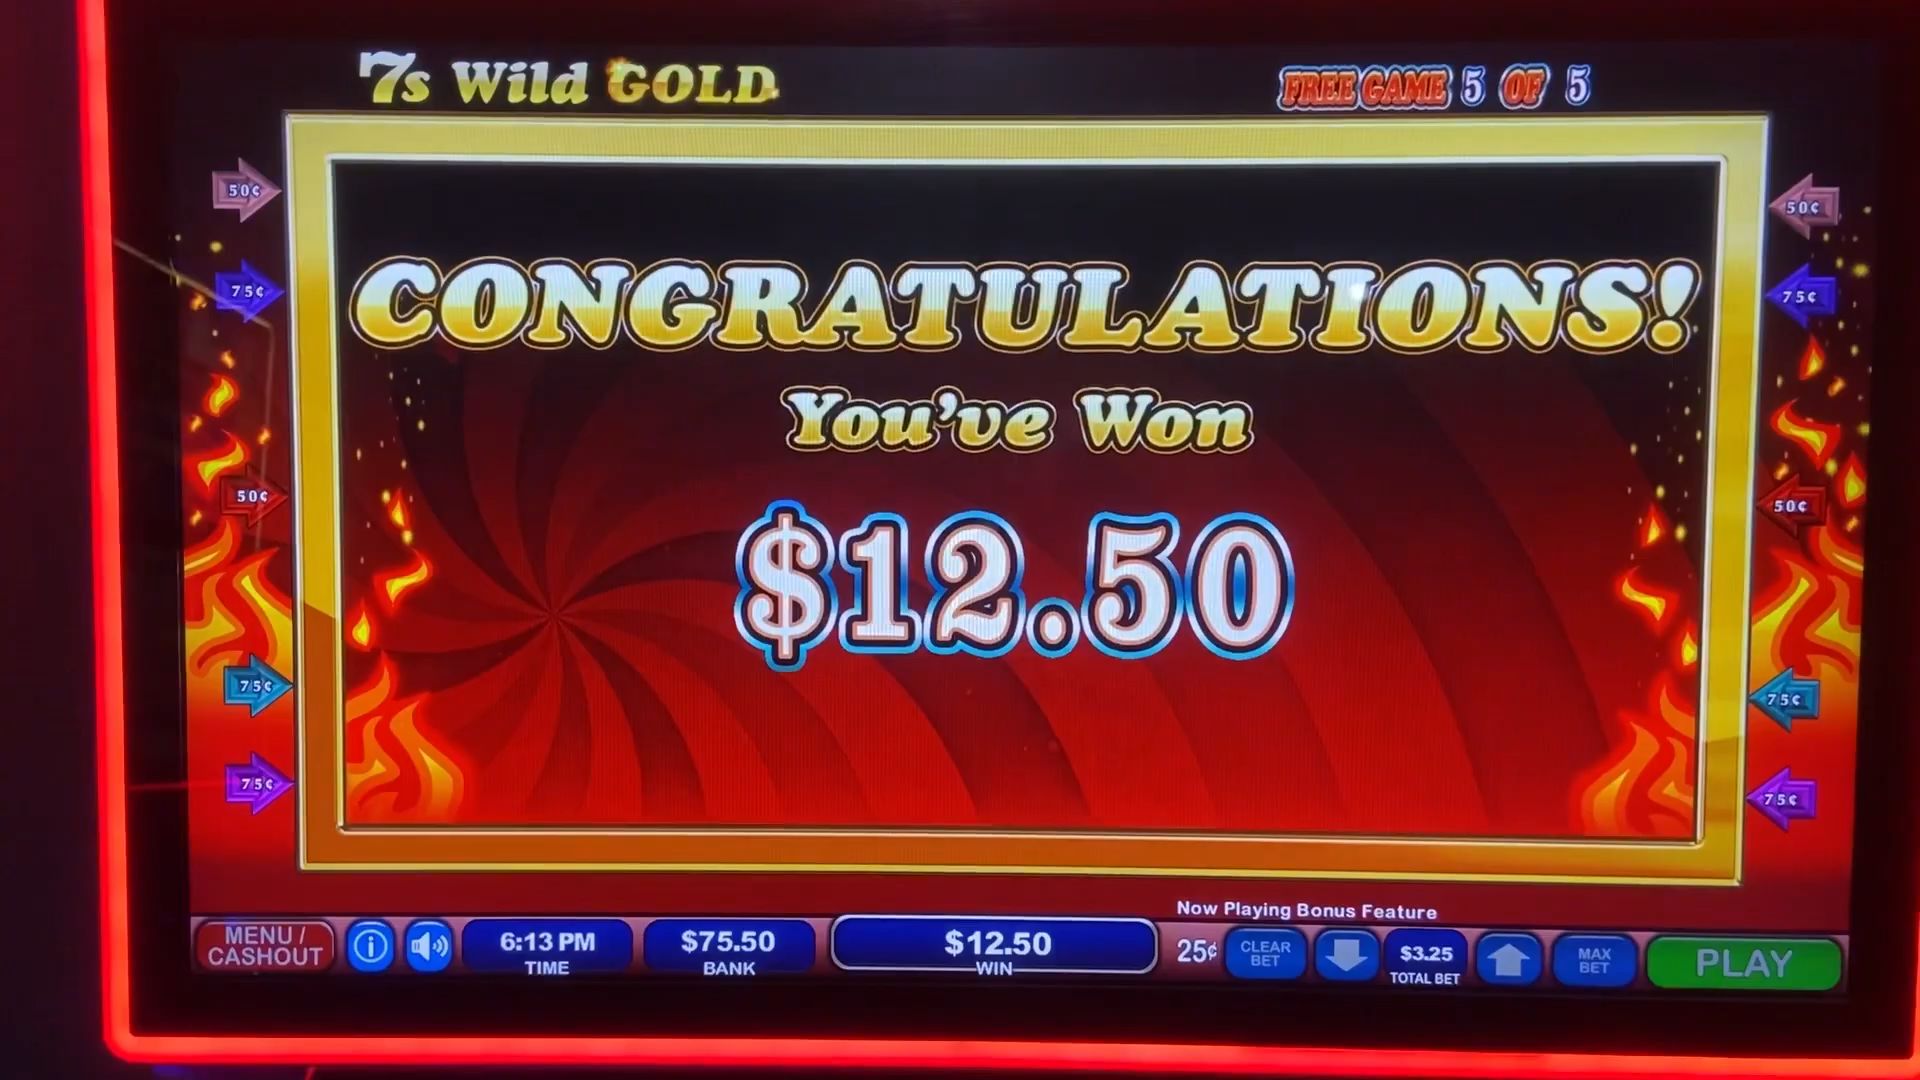 7s Wild GOLD
FREE GAME 5 OF 5
50¢
50¢
75¢
75¢
CONGRATULATIONS!
You've Won
$12.50
50¢
50¢
75¢
75¢
75¢
75¢
Now Playing Bonus Feature
MENU /
CASHOUT
i
6:13 PM
TIME
$75.50
BANK
$12.50
WIN
25¢
CLEAR
BET
$3.25
TOTAL BET
MAX
BET
PLAY